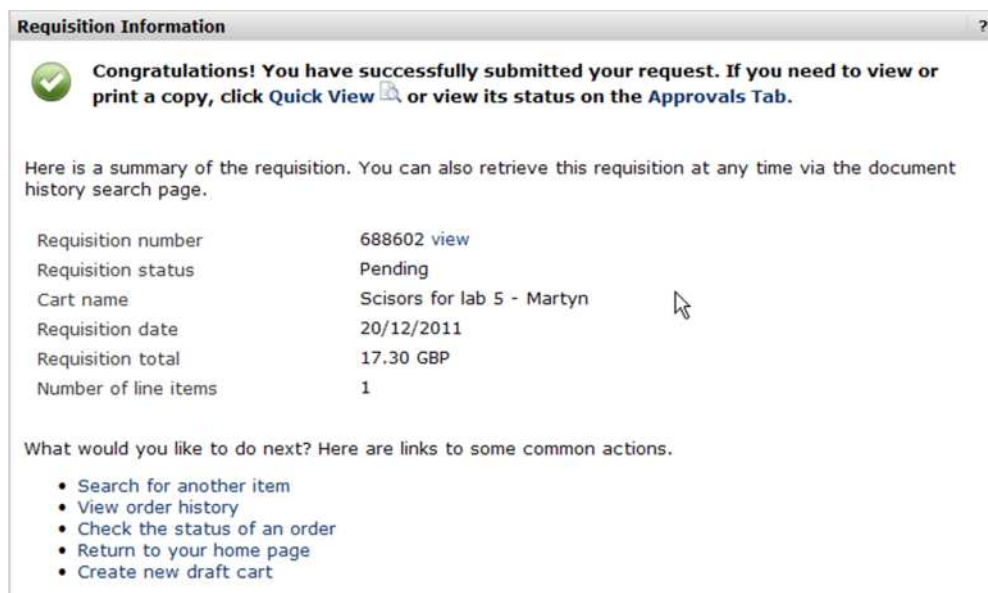 Requisition Information ?
Congratulations! You have successfully submitted your request. If you need to view or
print a copy, click Quick View or view its status on the Approvals Tab.
Here is a summary of the requisition. You can also retrieve this requisition at any time via the document
history search page.
Requisition number 688602 view
Requisition status Pending
Cart name Scisors for lab 5 - Martyn
Requisition date 20/12/2011
Requisition total 17.30 GBP
Number of line items 1
What would you like to do next? Here are links to some common actions.
• Search for another item
• View order history
• Check the status of an order
• Return to your home page
• Create new draft cart